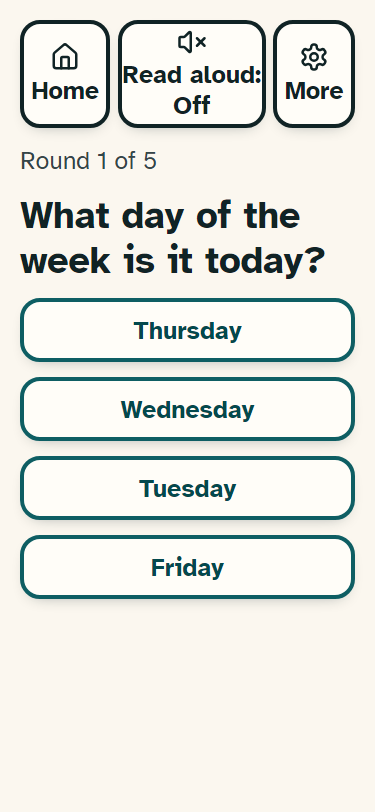 Home
Read aloud:
Off
More
Round 1 of 5
What day of the
week is it today?
Thursday
Wednesday
Tuesday
Friday